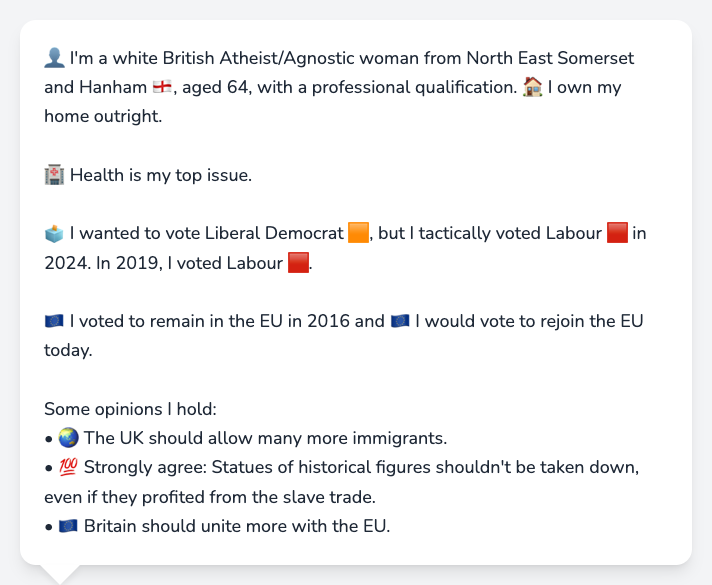 👤 I'm a white British Atheist/Agnostic woman from North East Somerset
and Hanham 🏴󠁧󠁢󠁥󠁮󠁧󠁿, aged 64, with a professional qualification. 🏠 I own my
home outright.
🏥 Health is my top issue.
🗳️ I wanted to vote Liberal Democrat 🟧, but I tactically voted Labour 🟥 in
2024. In 2019, I voted Labour 🟥.
🇪🇺 I voted to remain in the EU in 2016 and 🇪🇺 I would vote to rejoin the EU
today.
Some opinions I hold:
• 🌏 The UK should allow many more immigrants.
• 💯 Strongly agree: Statues of historical figures shouldn't be taken down,
even if they profited from the slave trade.
• 🇪🇺 Britain should unite more with the EU.